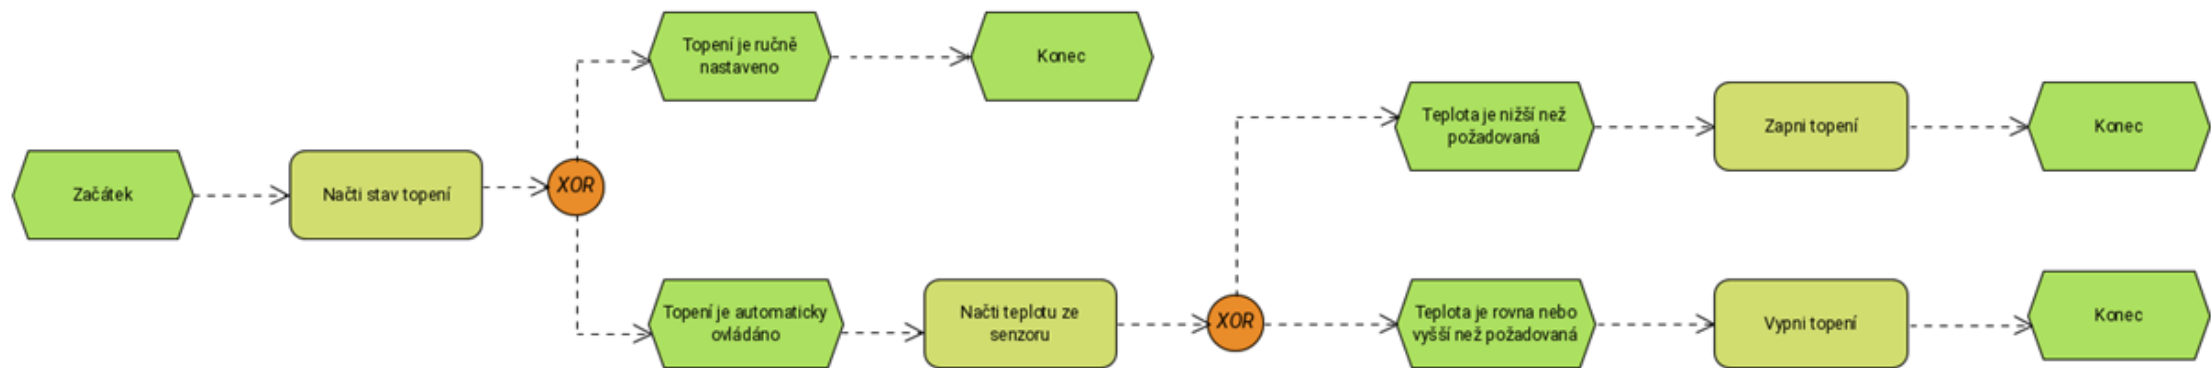 Začátek
Načti stav topení
XOR
Topení je ručně
nastaveno
Konec
Topení je automaticky
ovládáno
Načti teplotu ze
senzoru
XOR
Teplota je nižší než
požadovaná
Zapni topení
Konec
Teplota je rovna nebo
vyšší než požadovaná
Vypni topení
Konec